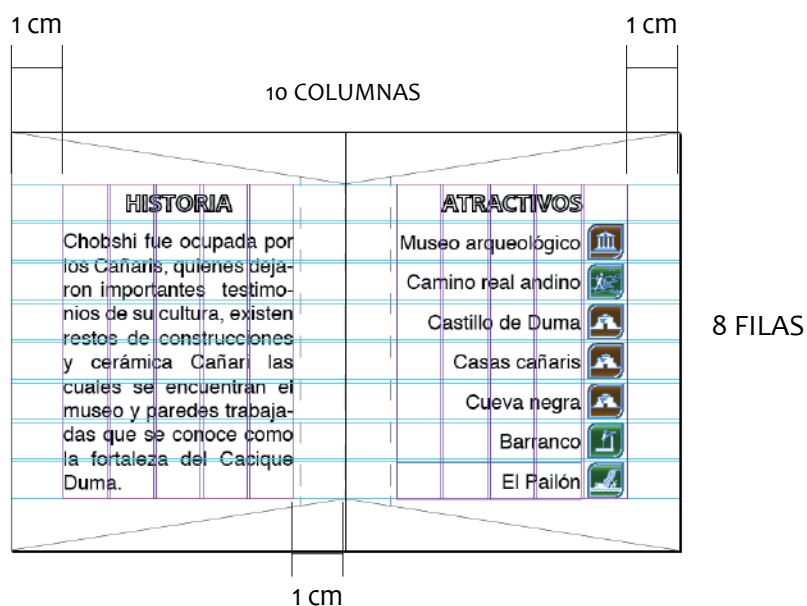 1 cm
1 cm
10 COLUMNAS
HISTORIA
Chobshi fue ocupada por
los Cañaris, quienes deja-
ron importantes testimo-
nios de su cultura, existen
restos de construcciones
y cerámica Cañari las
cuales se encuentran el
museo y paredes trabaja-
das que se conoce como
la fortaleza del Cacique
Duma.
ATRACTIVOS
Museo arqueológico
Camino real andino
Castillo de Duma
Casas cañaris
Cueva negra
Barranco
El Pailón
8 FILAS
1 cm